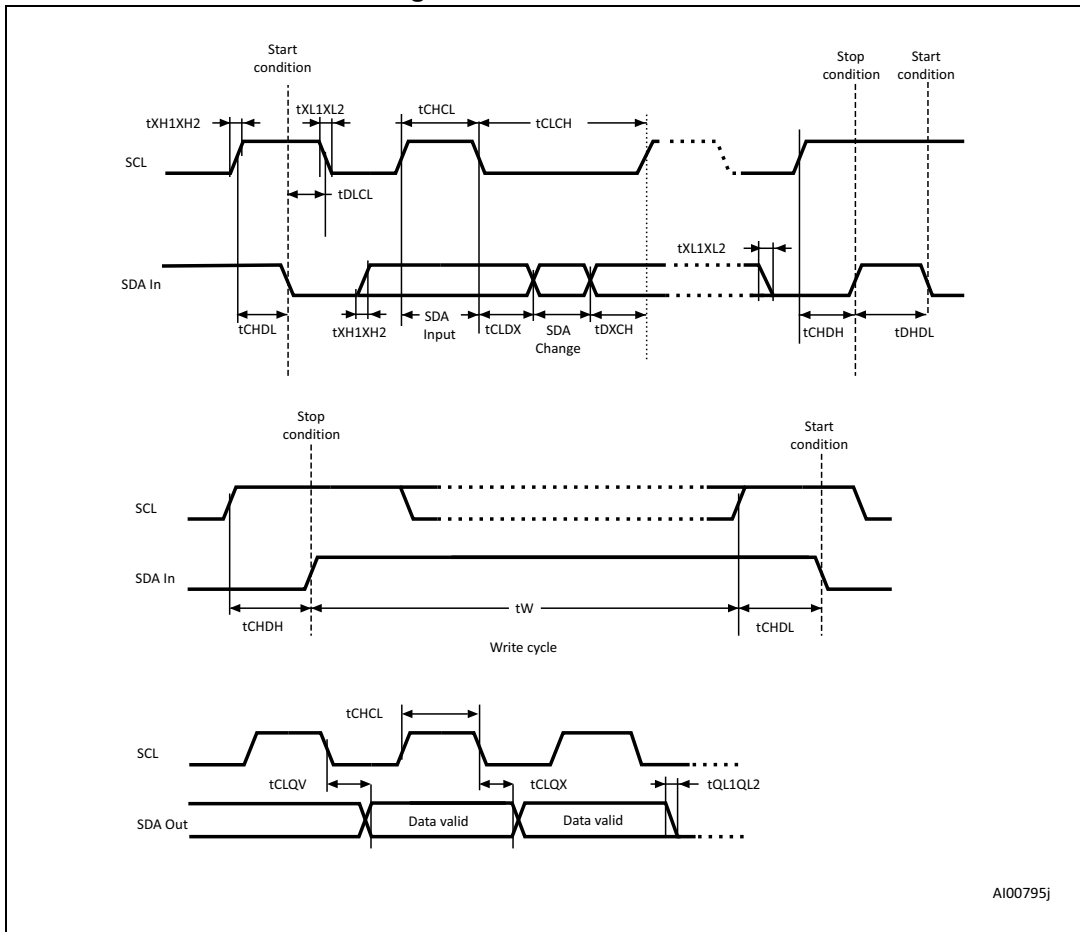 Start
condition
Stop
condition
Start
condition
tXH1XH2
tXL1XL2
tCHCL
tCLCH
SCL
tDLCL
tXL1XL2
SDA In
tCHDL
tXH1XH2
SDA
Input
tCLDX
SDA
Change
tDXCH
tCHDH
tDHDL
Stop
condition
Start
condition
SCL
SDA In
tCHDH
tW
tCHDL
Write cycle
tCHCL
SCL
tCLQV
tCLQX
tQL1QL2
SDA Out
Data valid
Data valid
AI00795j